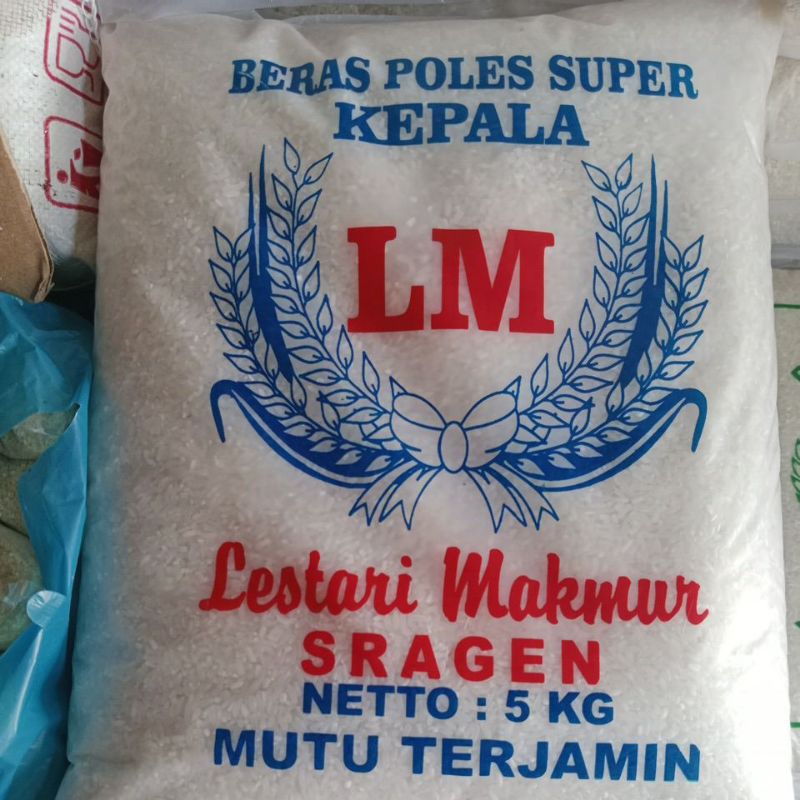 BERAS POLES SUPER
KEPALA
LM
Lestari Makmur
SRAGEN
NETTO : 5 KG
MUTU TERJAMIN